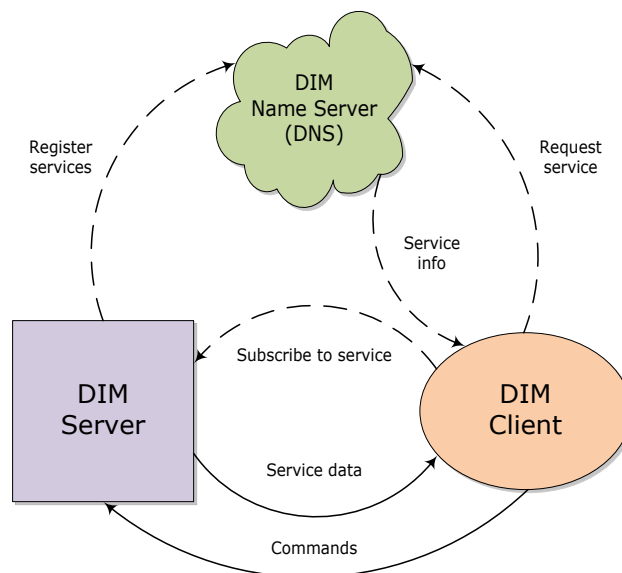 DIM
Name Server
(DNS)
Register
services
Request
service
Service
info
Subscribe to service
DIM
Server
DIM
Client
Service data
Commands